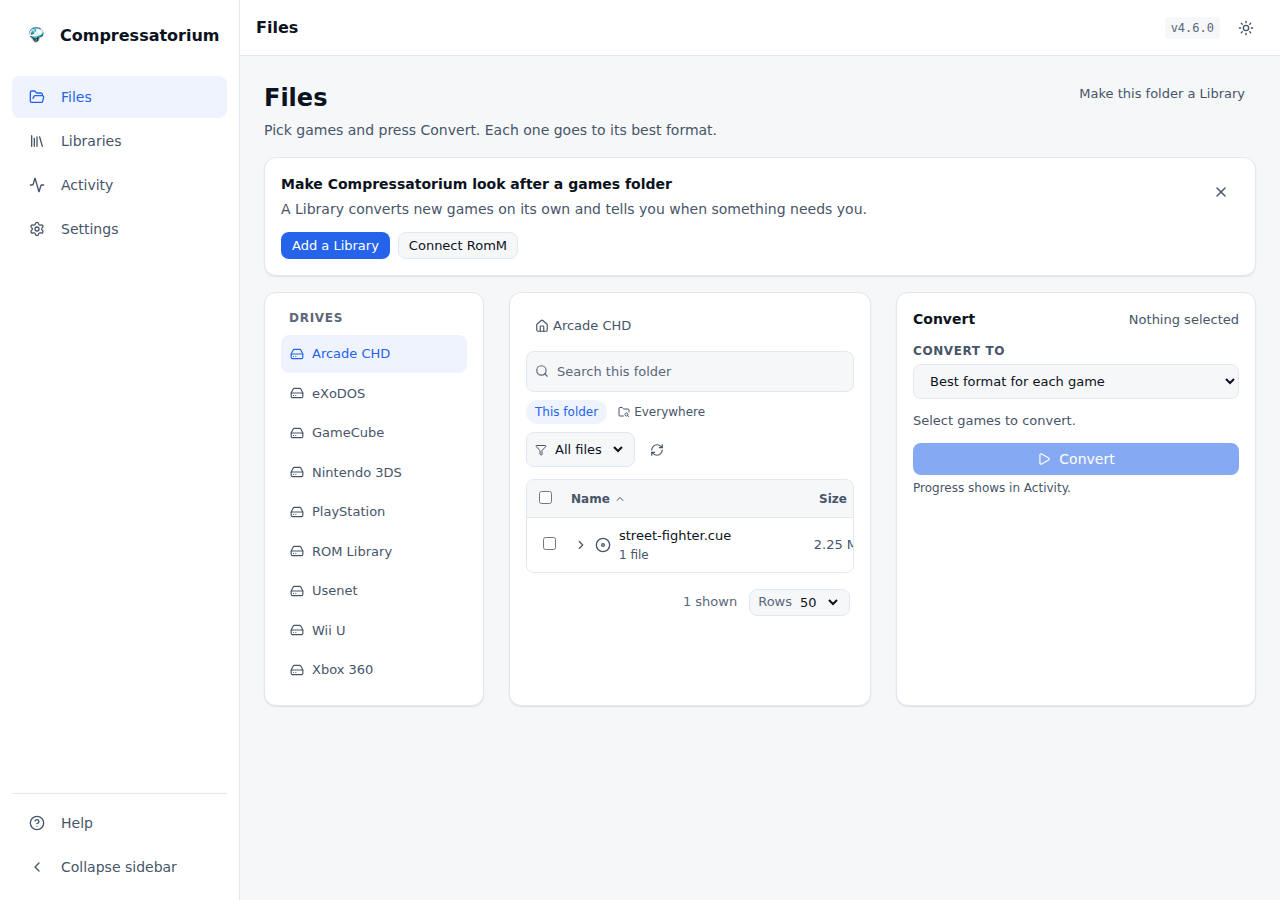 Compressatorium
Files
Libraries
Activity
Settings
Help
Collapse sidebar
Files
v4.6.0
Files
Make this folder a Library
Pick games and press Convert. Each one goes to its best format.
Make Compressatorium look after a games folder
A Library converts new games on its own and tells you when something needs you.
Add a Library
Connect RomM
DRIVES
Arcade CHD
eXoDOS
GameCube
Nintendo 3DS
PlayStation
ROM Library
Usenet
Wii U
Xbox 360
Arcade CHD
Search this folder
This folder
Everywhere
All files
Name
Size
street-fighter.cue
2.25 M
1 file
1 shown
Rows 50
Convert
Nothing selected
CONVERT TO
Best format for each game
Select games to convert.
Convert
Progress shows in Activity.